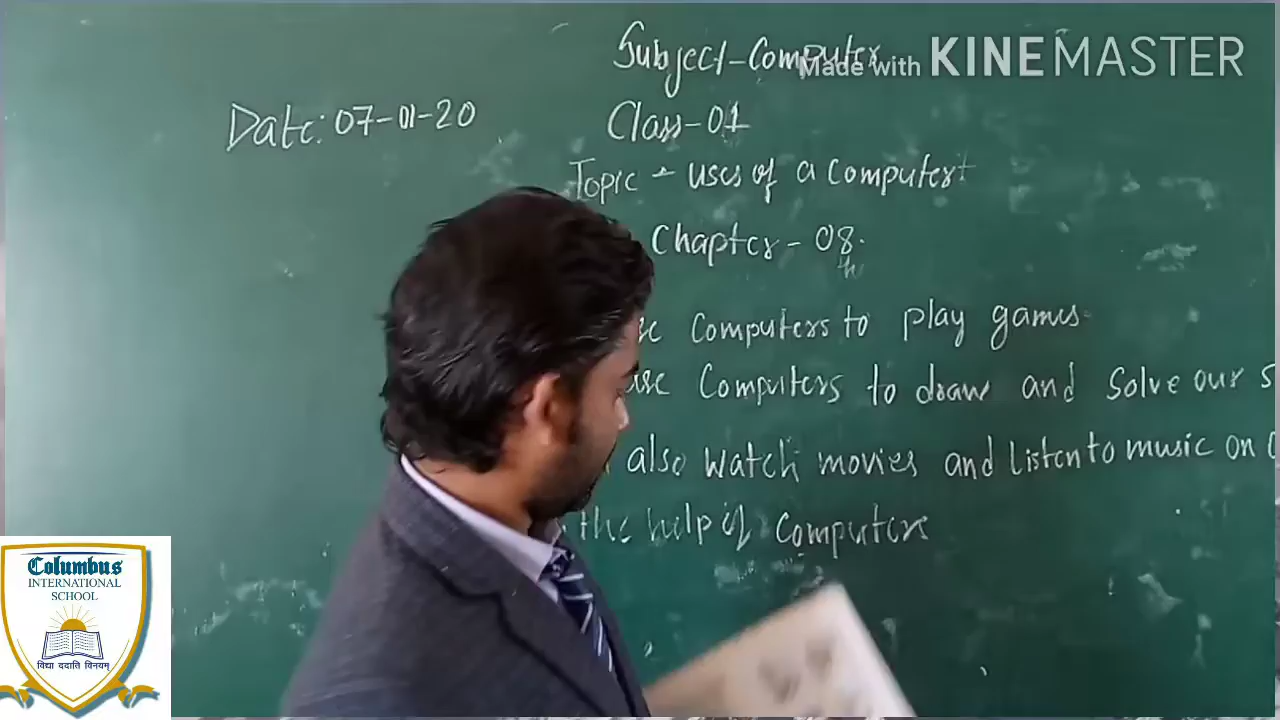 Subject-Computer
Made with KINEMASTER
Date: 07-01-20
Class-01
Topic - uses of a Computer
Chapter - 08.
Computers to play games.
use Computers to draw and Solve our
also watch movies and listen to music on
the help of Computers
Columbus
INTERNATIONAL
SCHOOL
विद्या ददाति विनयम्